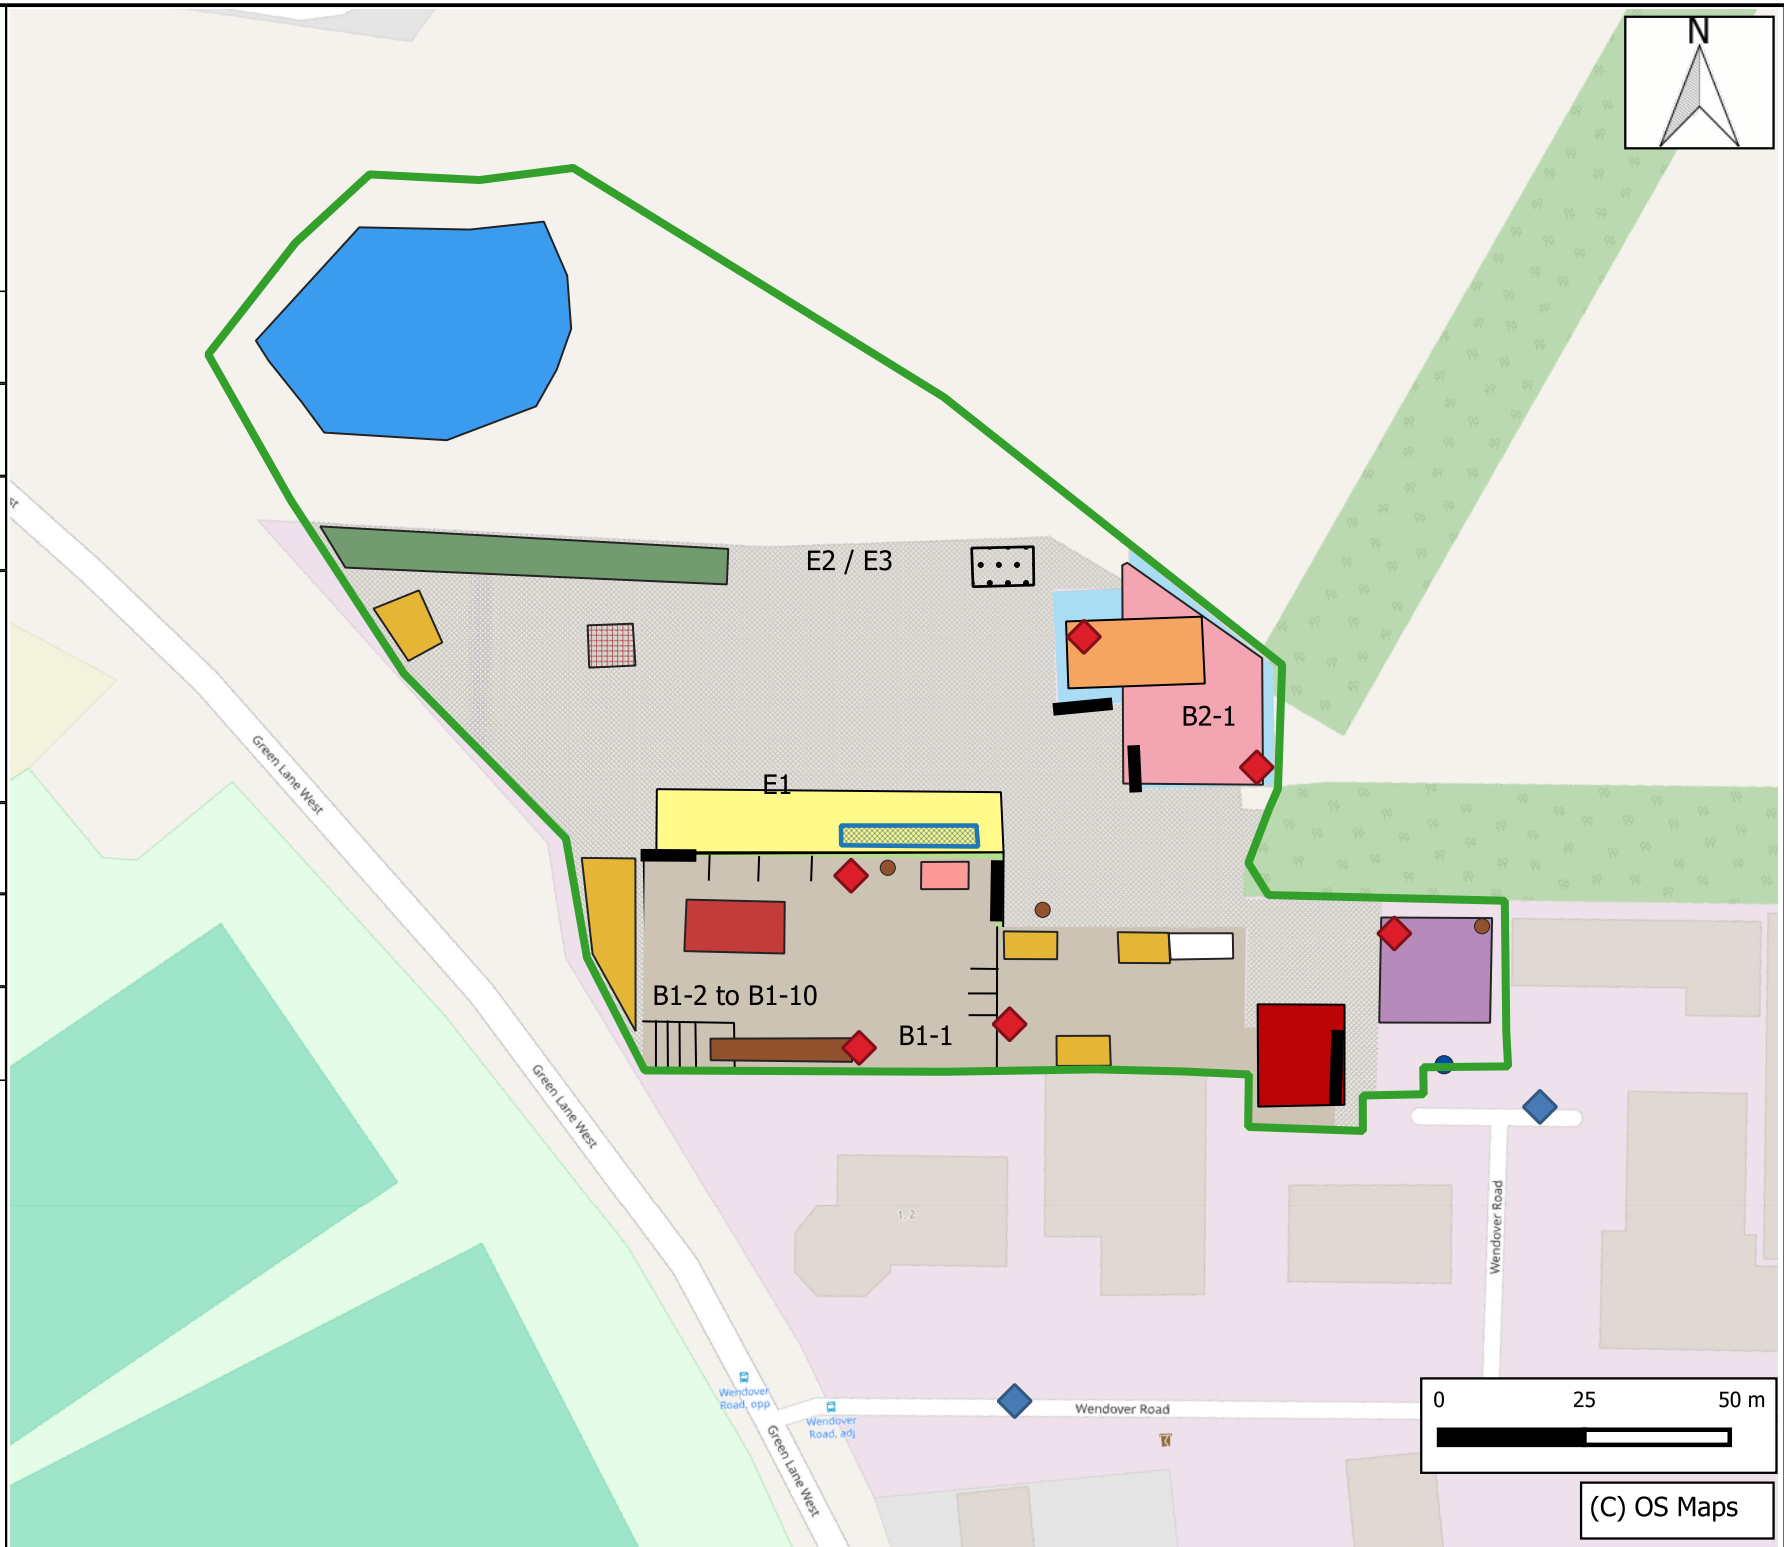 N
E2 / E3
B2-1
Green Lane West
E1
B1-2 to B1-10
B1-1
Green Lane West
Wendover Road
1, 2
Wendover
Road, opp
Wendover
Road, adj
Wendover Road
Green Lane West
0 25 50 m
(C) OS Maps